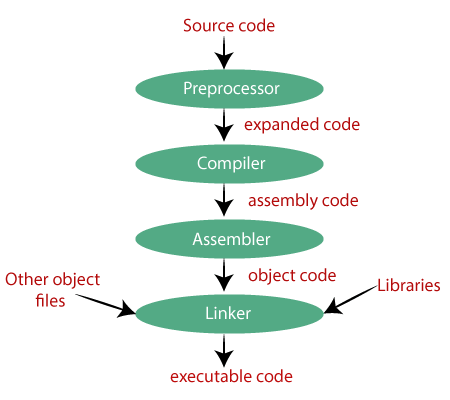 Source code
Preprocessor
expanded code
Compiler
assembly code
Assembler
object code
Other object
files
Libraries
Linker
executable code